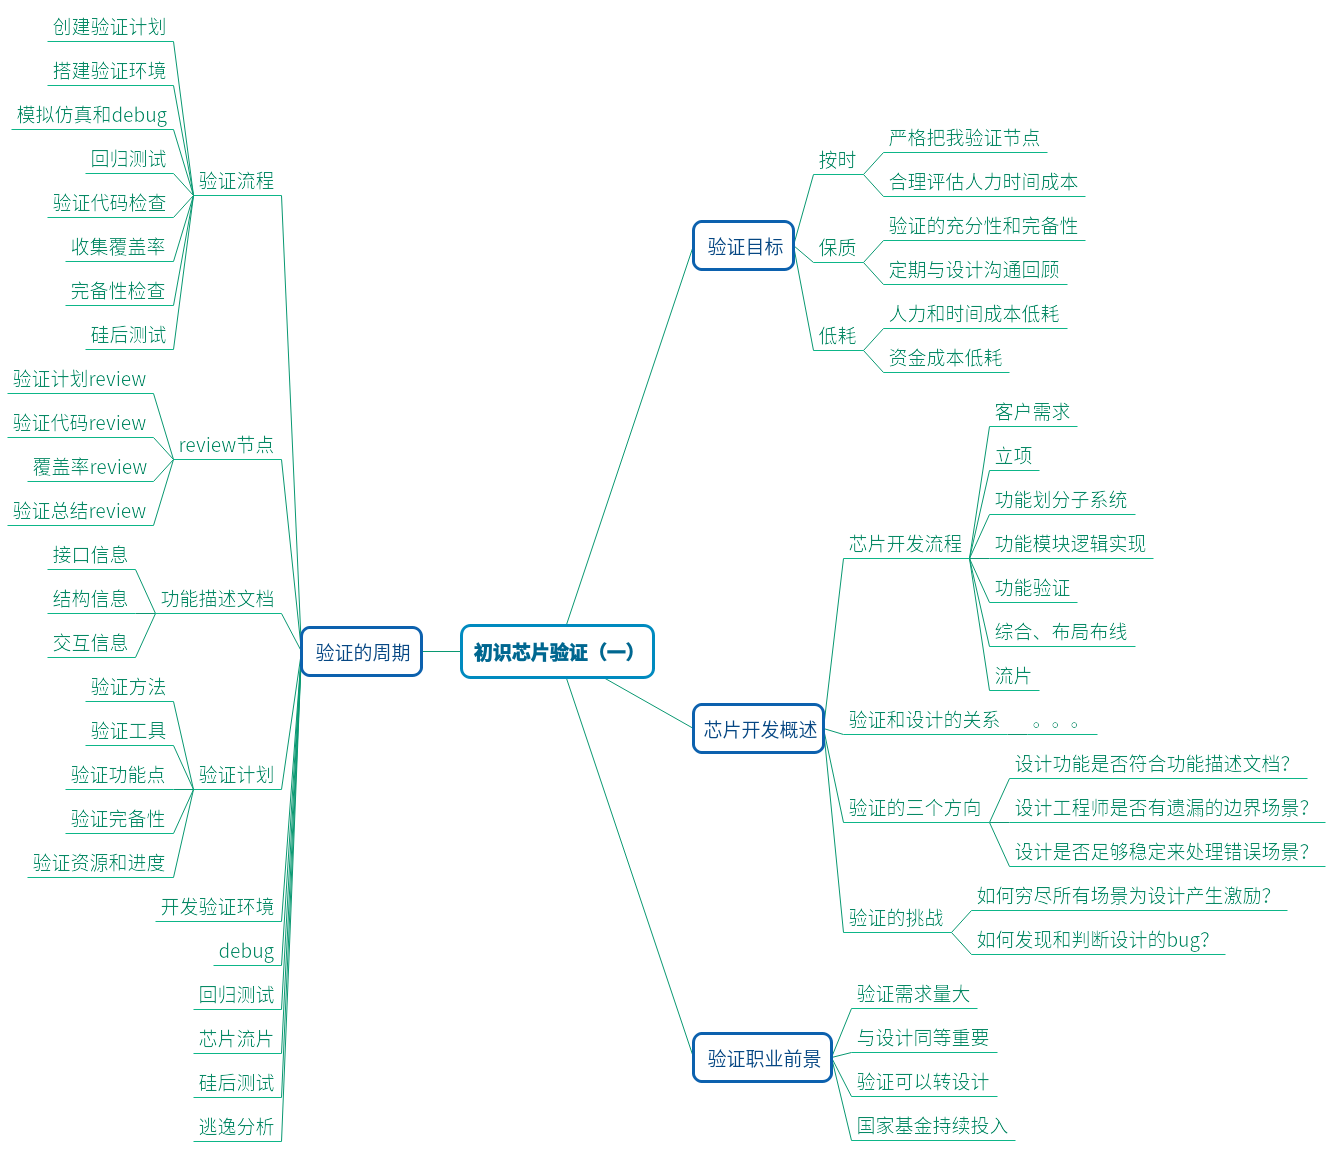 初识芯片验证（一）
验证目标
按时
严格把我验证节点
合理评估人力时间成本
保质
验证的充分性和完备性
定期与设计沟通回顾
低耗
人力和时间成本低耗
资金成本低耗
芯片开发概述
芯片开发流程
客户需求
立项
功能划分子系统
功能模块逻辑实现
功能验证
综合、布局布线
流片
验证和设计的关系
。。。
验证的三个方向
设计功能是否符合功能描述文档？
设计工程师是否有遗漏的边界场景？
设计是否足够稳定来处理错误场景？
验证的挑战
如何穷尽所有场景为设计产生激励？
如何发现和判断设计的bug？
验证职业前景
验证需求量大
与设计同等重要
验证可以转设计
国家基金持续投入
验证的周期
验证流程
创建验证计划
搭建验证环境
模拟仿真和debug
回归测试
验证代码检查
收集覆盖率
完备性检查
硅后测试
review节点
验证计划review
验证代码review
覆盖率review
验证总结review
功能描述文档
接口信息
结构信息
交互信息
验证计划
验证方法
验证工具
验证功能点
验证完备性
验证资源和进度
开发验证环境
debug
回归测试
芯片流片
硅后测试
逃逸分析